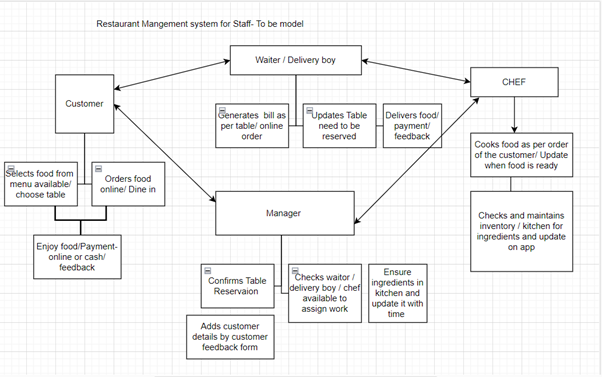 Restaurant Mangement system for Staff- To be model
Waiter / Delivery boy
CHEF
Customer
Generates bill as
per table/ online
order
Updates Table
need to be
reserved
Delivers food/
payment/
feedback
Cooks food as per order
of the customer/ Update
when food is ready
Selects food from
menu available/
choose table
Orders food
online/ Dine in
Manager
Checks and maintains
inventory / kitchen for
ingredients and update
on app
Enjoy food/Payment-
online or cash/
feedback
Confirms Table
Reservaion
Checks waitor /
delivery boy / chef
available to
assign work
Ensure
ingredients in
kitchen and
update it with
time
Adds customer
details by customer
feedback form